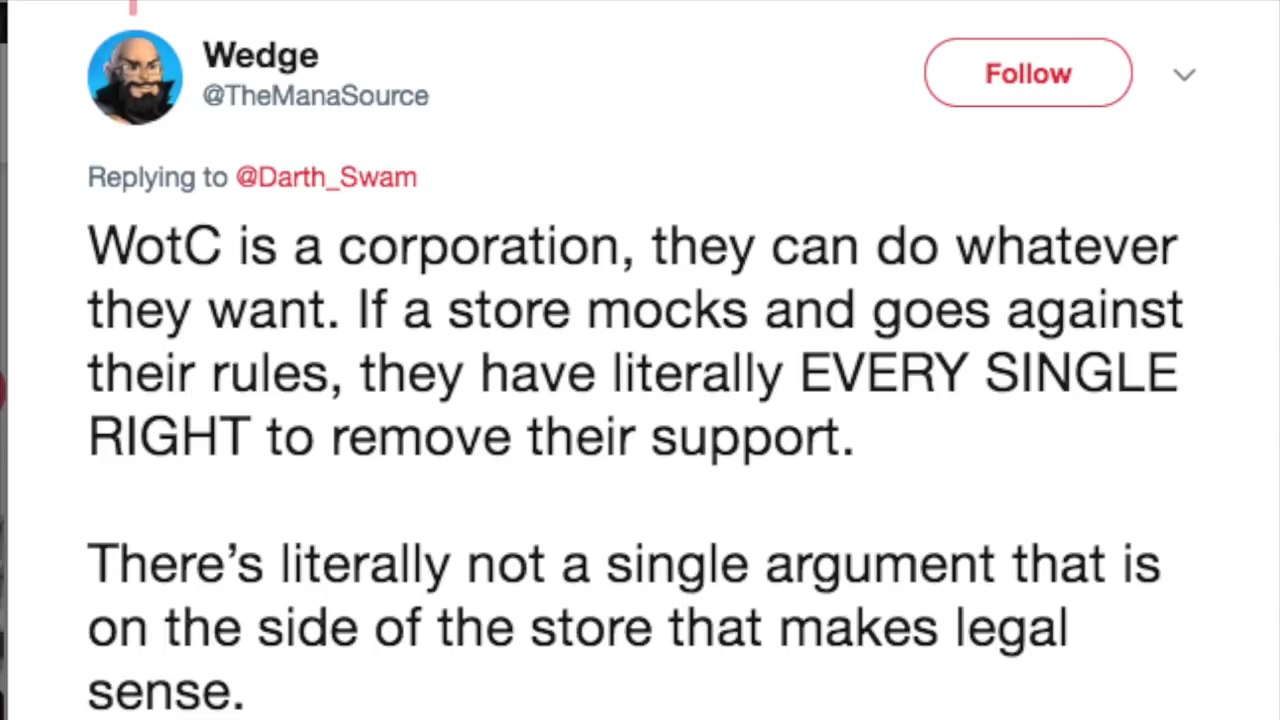 Wedge
@TheManaSource
Follow
Replying to @Darth_Swam
WotC is a corporation, they can do whatever
they want. If a store mocks and goes against
their rules, they have literally EVERY SINGLE
RIGHT to remove their support.
There’s literally not a single argument that is
on the side of the store that makes legal
sense.